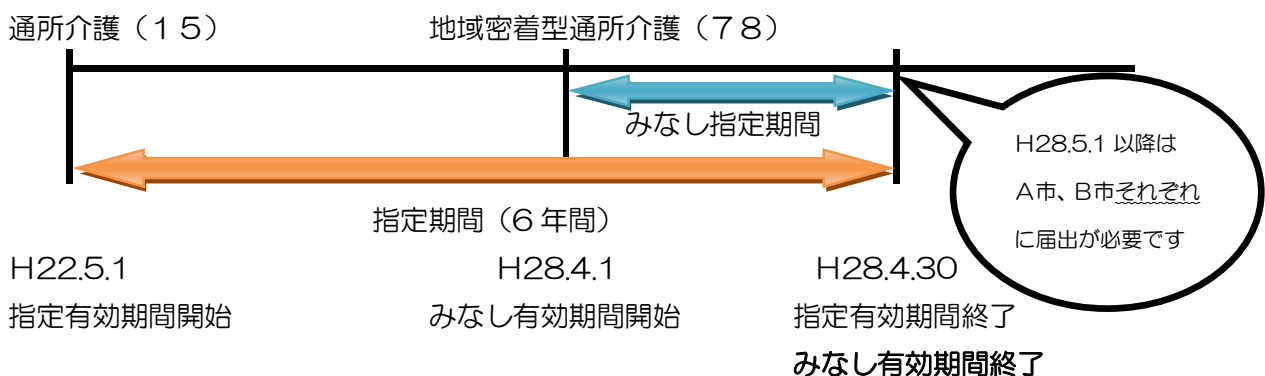 通所介護（１５）
地域密着型通所介護（７８）
みなし指定期間
指定期間（６年間）
H28.5.1 以降は
A市、B市それぞれ
に届出が必要です
H22.5.1
指定有効期間開始
H28.4.1
みなし有効期間開始
H28.4.30
指定有効期間終了
みなし有効期間終了